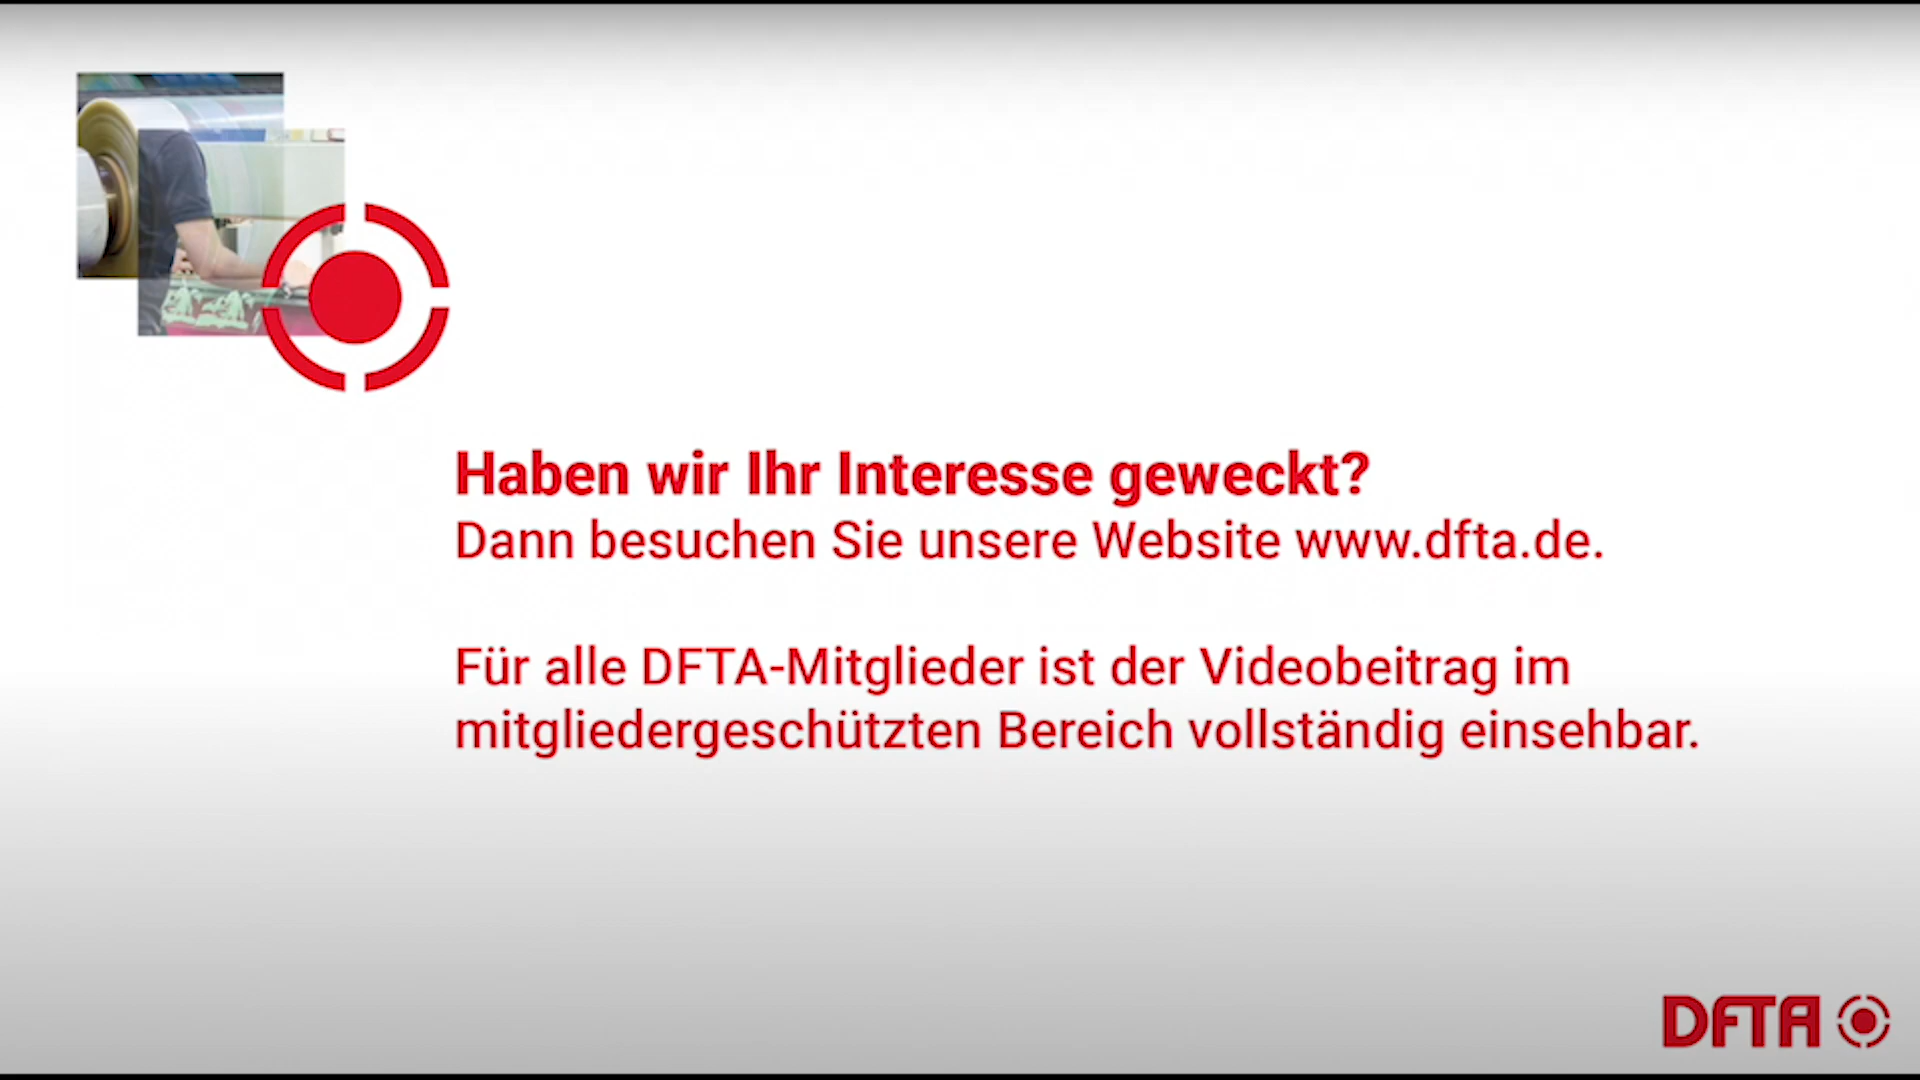 Haben wir Ihr Interesse geweckt?
Dann besuchen Sie unsere Website www.dfta.de.
Für alle DFTA-Mitglieder ist der Videobeitrag im
mitgliedergeschützten Bereich vollständig einsehbar.
DFTA